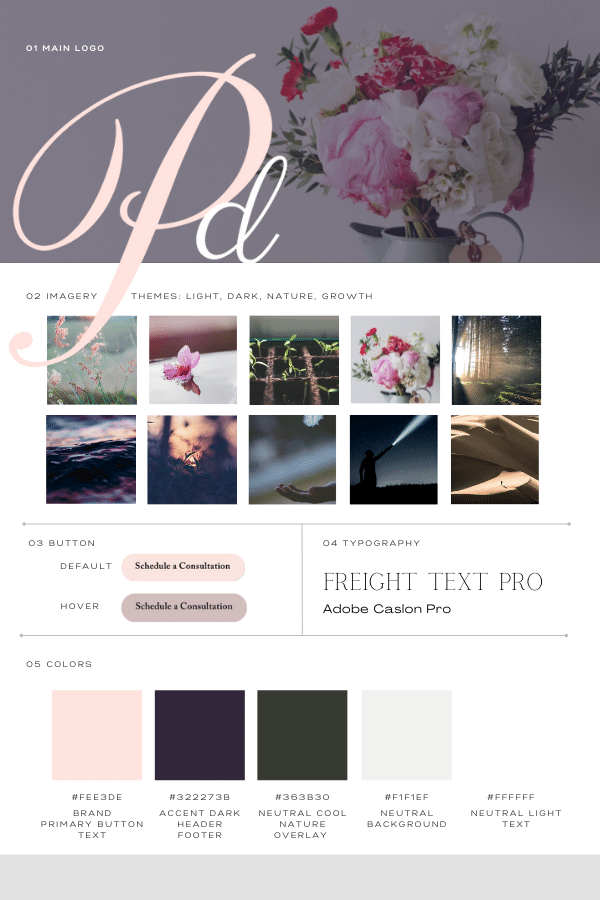 01 MAIN LOGO
Pd
02 IMAGERY THEMES: LIGHT, DARK, NATURE, GROWTH
03 BUTTON
DEFAULT Schedule a Consultation
HOVER Schedule a Consultation
04 TYPOGRAPHY
FREIGHT TEXT PRO
Adobe Caslon Pro
05 COLORS
#FEE3DE
BRAND
PRIMARY BUTTON
TEXT
#322273B
ACCENT DARK
HEADER
FOOTER
#363B30
NEUTRAL COOL
NATURE
OVERLAY
#F1F1EF
NEUTRAL
BACKGROUND
#FFFFFF
NEUTRAL LIGHT
TEXT